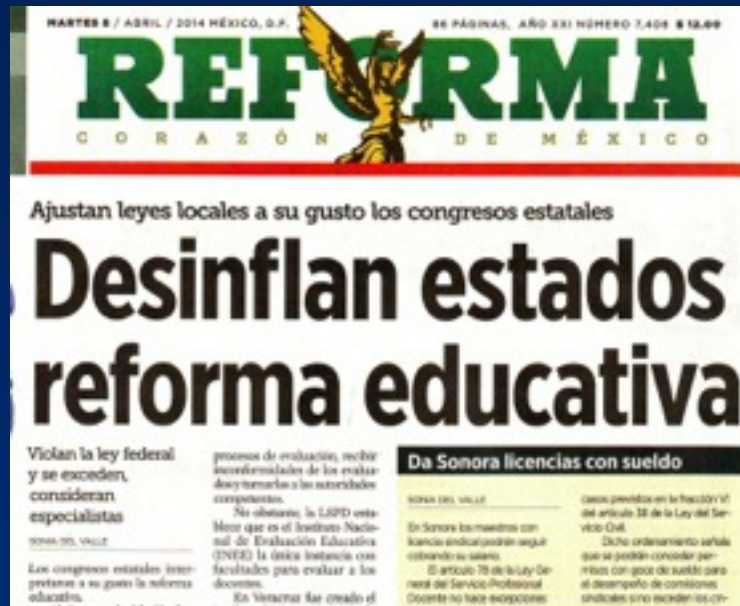 MARTES 8 / ABRIL / 2014 MÉXICO, D.F.
86 PÁGINAS, AÑO XXI NÚMERO 7,408 $ 12.00
REFORMA
CORAZÓN DE MÉXICO
Ajustan leyes locales a su gusto los congresos estatales
Desinflan estados
reforma educativa
Violan la ley federal
y se exceden,
consideran
especialistas
SONIA DEL VALLE
Los congresos estatales inter-
pretaron a su gusto la reforma
educativa.
procesos de evaluación, recibir
inconformidades de los evalua-
dos y turnarlas a las autoridades
competentes.
No obstante, la LSPD esta-
blece que es el Instituto Nacio-
nal de Evaluación Educativa
(INEE) la única instancia con
facultades para evaluar a los
docentes.
En Veracruz fue creado el
Da Sonora licencias con sueldo
SONIA DEL VALLE
En Sonora los maestros con
licencia sindical podrán seguir
cobrando su salario.
El artículo 78 de la Ley Ge-
neral del Servicio Profesional
Docente no hace excepciones
casos previstos en la fracción VI
del artículo 38 de la Ley del Ser-
vicio Civil.
Dicho ordenamiento señala
que se podrán conceder per-
misos con goce de sueldo para
el desempeño de comisiones
sindicales si no exceden los cin-